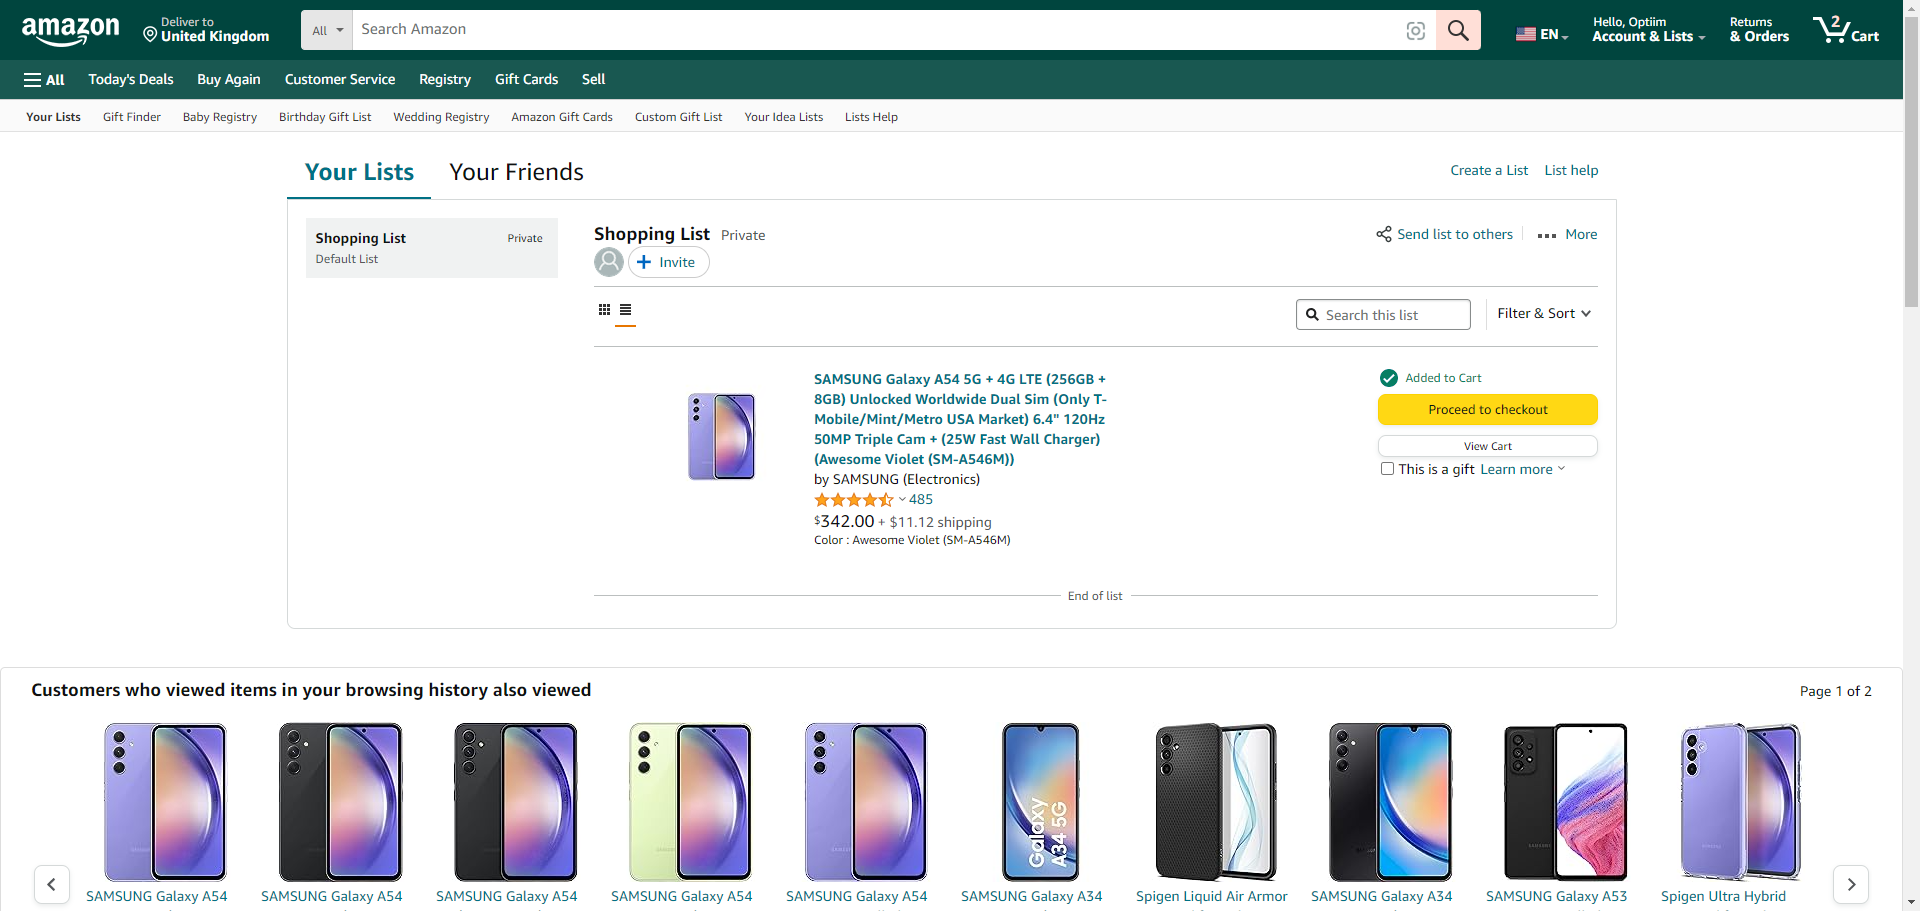 amazon
Deliver to
United Kingdom
All
Search Amazon
EN
Hello, Optiim
Account & Lists
Returns
& Orders
2
Cart
All
Today's Deals
Buy Again
Customer Service
Registry
Gift Cards
Sell
Your Lists
Gift Finder
Baby Registry
Birthday Gift List
Wedding Registry
Amazon Gift Cards
Custom Gift List
Your Idea Lists
Lists Help
Your Lists
Your Friends
Create a List
List help
Shopping List
Private
Default List
Shopping List
Private
Send list to others
More
Invite
Search this list
Filter & Sort
SAMSUNG Galaxy A54 5G + 4G LTE (256GB +
8GB) Unlocked Worldwide Dual Sim (Only T-
Mobile/Mint/Metro USA Market) 6.4" 120Hz
50MP Triple Cam + (25W Fast Wall Charger)
(Awesome Violet (SM-A546M))
by SAMSUNG (Electronics)
485
$342.00 + $11.12 shipping
Color : Awesome Violet (SM-A546M)
Added to Cart
Proceed to checkout
View Cart
This is a gift Learn more
End of list
Customers who viewed items in your browsing history also viewed
Page 1 of 2
Galaxy
A34 5G
SAMSUNG Galaxy A54
SAMSUNG Galaxy A54
SAMSUNG Galaxy A54
SAMSUNG Galaxy A54
SAMSUNG Galaxy A54
SAMSUNG Galaxy A34
Spigen Liquid Air Armor
SAMSUNG Galaxy A34
SAMSUNG Galaxy A53
Spigen Ultra Hybrid